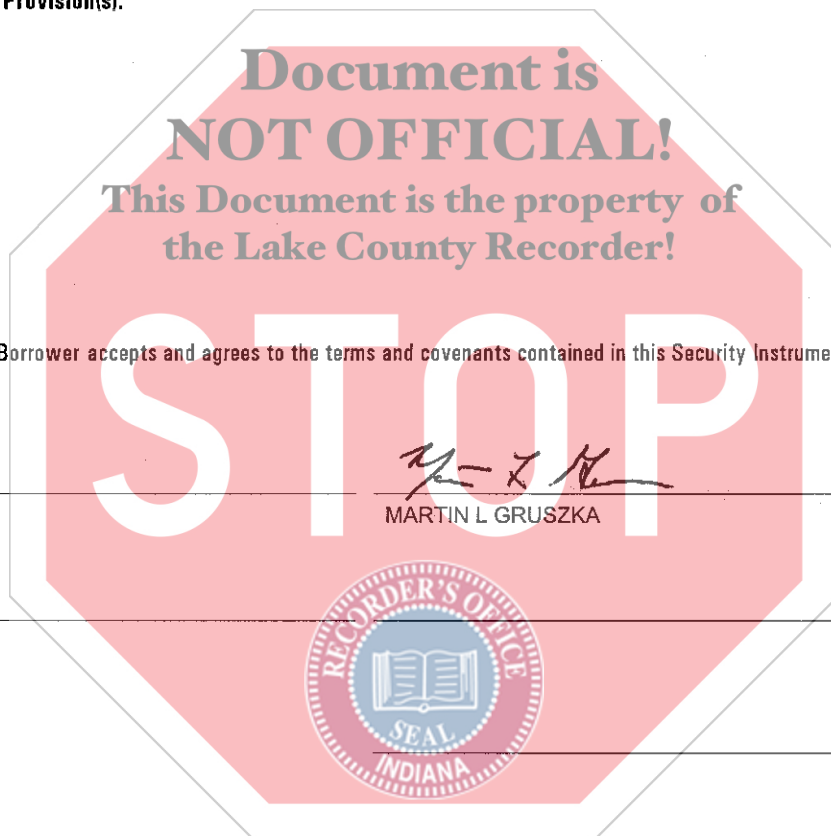 Provision(s).
Document is
NOT OFFICIAL!
This Document is the property of
the Lake County Recorder!
STOP
Borrower accepts and agrees to the terms and covenants contained in this Security Instrume
MARTIN L GRUSZKA
RECORDER'S OFFICE
SEAL
INDIANA